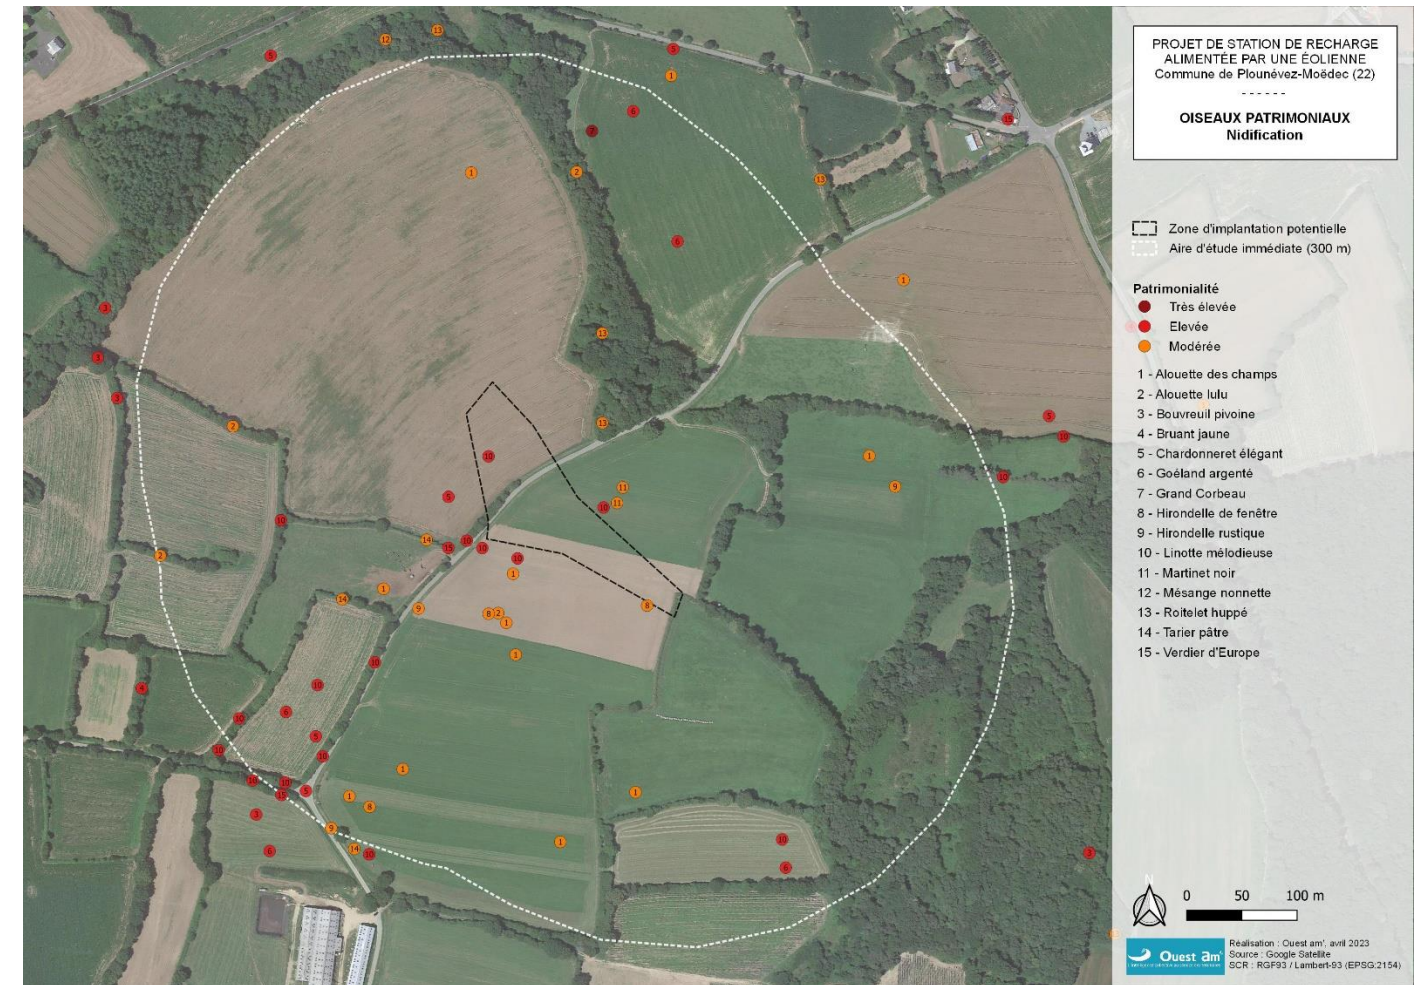 PROJET DE STATION DE RECHARGE
ALIMENTÉE PAR UNE ÉOLIENNE
Commune de Plounévez-Moëdec (22)
- - - - - -
OISEAUX PATRIMONIAUX
Nidification
Zone d'implantation potentielle
Aire d'étude immédiate (300 m)
Patrimonialité
Très élevée
Elevée
Modérée
1 - Alouette des champs
2 - Alouette lulu
3 - Bouvreuil pivoine
4 - Bruant jaune
5 - Chardonneret élégant
6 - Goéland argenté
7 - Grand Corbeau
8 - Hirondelle de fenêtre
9 - Hirondelle rustique
10 - Linotte mélodieuse
11 - Martinet noir
12 - Mésange nonnette
13 - Roitelet huppé
14 - Tarier pâtre
15 - Verdier d'Europe
N
0 50 100 m
Ouest am'
Réalisation : Ouest am', avril 2023
Source : Google Satellite
SCR : RGF93 / Lambert-93 (EPSG:2154)